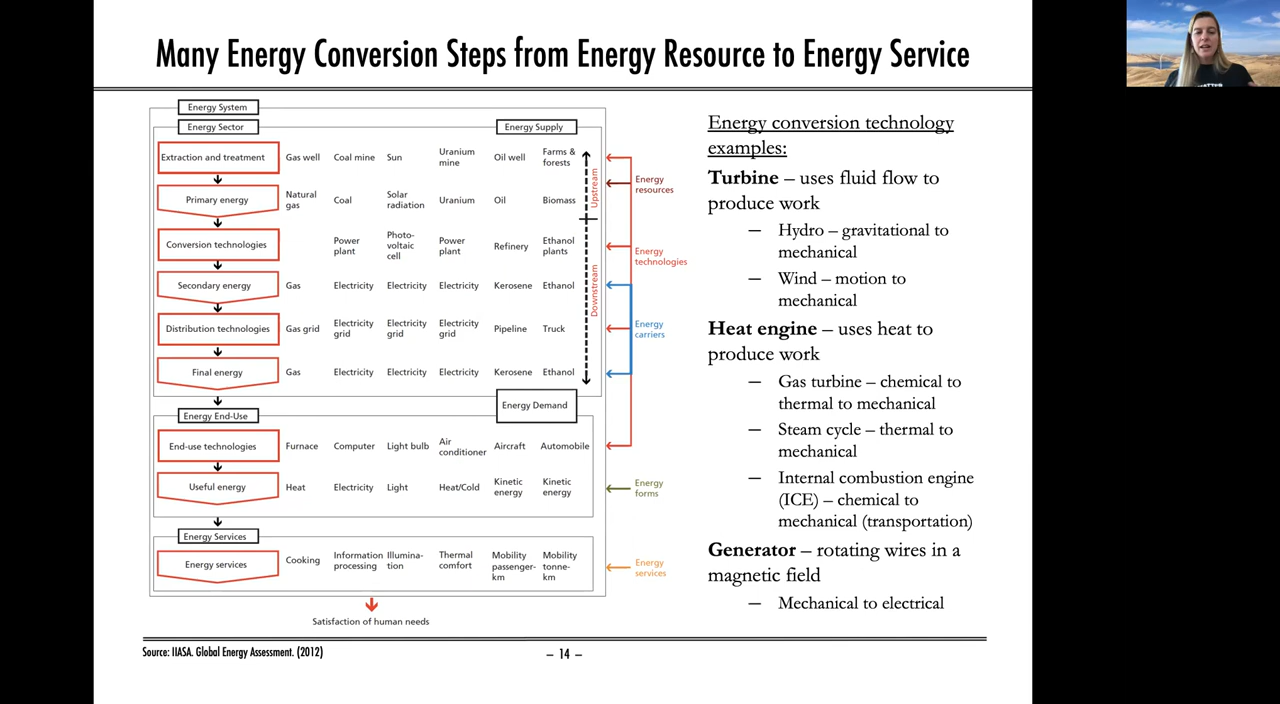 Many Energy Conversion Steps from Energy Resource to Energy Service
Energy System
Energy Sector
Energy Supply
Extraction and treatment
Gas well
Coal mine
Sun
Uranium
mine
Oil well
Farms &
forests
Primary energy
Natural
gas
Coal
Solar
radiation
Uranium
Oil
Biomass
Upstream
Conversion technologies
Power
plant
Photo-
voltaic
cell
Power
plant
Refinery
Ethanol
plants
Secondary energy
Gas
Electricity
Electricity
Electricity
Kerosene
Ethanol
Downstream
Distribution technologies
Gas grid
Electricity
grid
Electricity
grid
Electricity
grid
Pipeline
Truck
Final energy
Gas
Electricity
Electricity
Electricity
Kerosene
Ethanol
Energy
resources
Energy
technologies
Energy
carriers
Energy End-Use
Energy Demand
End-use technologies
Furnace
Computer
Light bulb
Air
conditioner
Aircraft
Automobile
Useful energy
Heat
Electricity
Light
Heat/Cold
Kinetic
energy
Kinetic
energy
Energy
forms
Energy Services
Energy services
Cooking
Information
processing
Illumina-
tion
Thermal
comfort
Mobility
passenger-
km
Mobility
tonne-
km
Energy
services
Satisfaction of human needs
Energy conversion technology
examples:
Turbine – uses fluid flow to
produce work
– Hydro – gravitational to
mechanical
– Wind – motion to
mechanical
Heat engine – uses heat to
produce work
– Gas turbine – chemical to
thermal to mechanical
– Steam cycle – thermal to
mechanical
– Internal combustion engine
(ICE) – chemical to
mechanical (transportation)
Generator – rotating wires in a
magnetic field
– Mechanical to electrical
Source: IIASA. Global Energy Assessment. (2012)
– 14 –